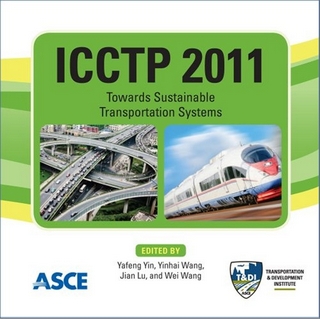 ICCTP 2011
Towards Sustainable
Transportation Systems
EDITED BY
Yafeng Yin, Yinhai Wang,
Jian Lu, and Wei Wang
ASCE
T&DI
ASCE
TRANSPORTATION
& DEVELOPMENT
INSTITUTE